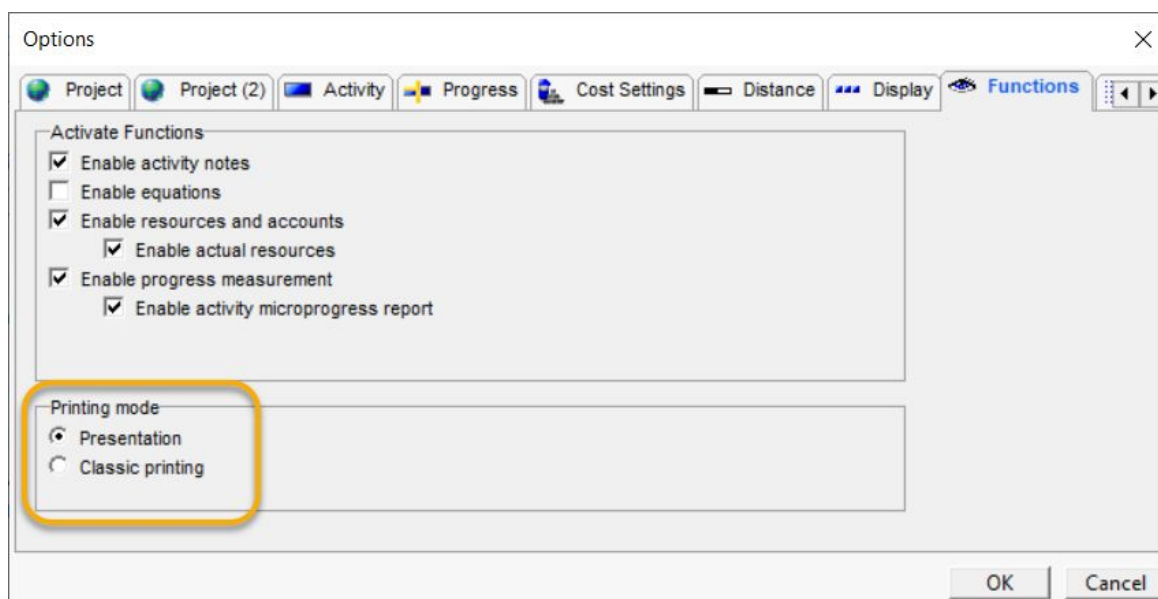 Options
Project Project (2) Activity Progress Cost Settings Distance Display Functions
Activate Functions
Enable activity notes
Enable equations
Enable resources and accounts
Enable actual resources
Enable progress measurement
Enable activity microprogress report
Printing mode
Presentation
Classic printing
OK Cancel